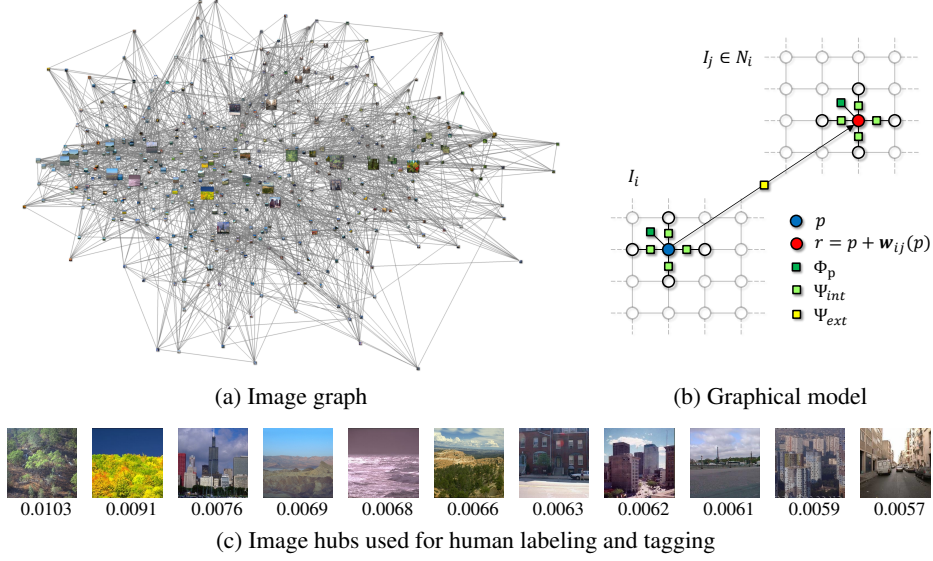 I_j ∈ N_i
I_i
p
r = p + w_ij(p)
Φ_p
Ψ_int
Ψ_ext
(a) Image graph
(b) Graphical model
0.0103 0.0091 0.0076 0.0069 0.0068 0.0066 0.0063 0.0062 0.0061 0.0059 0.0057
(c) Image hubs used for human labeling and tagging